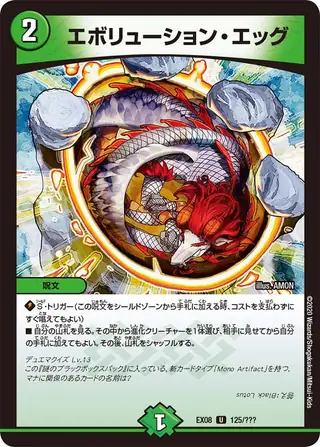 2
エボリューション・エッグ
illus. AMON
呪文
トリガー(この呪文をシールドゾーンから手札に加える時、コストを支払わず
にすぐ唱えてもよい)
■自分の山札を見る。その中から進化クリーチャーを1体選び、相手に見せてから自分
の手札に加えてもよい。その後、山札をシャッフルする。
デュエマクイズ Lv.13
この『謎のブラックボックスパック』に入っている、新カードタイプ「Mono Artifact」を持つ、
マナに関係のあるカードの名前は?
1
EX08 U 125/???
©2020 Wizards/Shogakukan/Mitsui-Kids